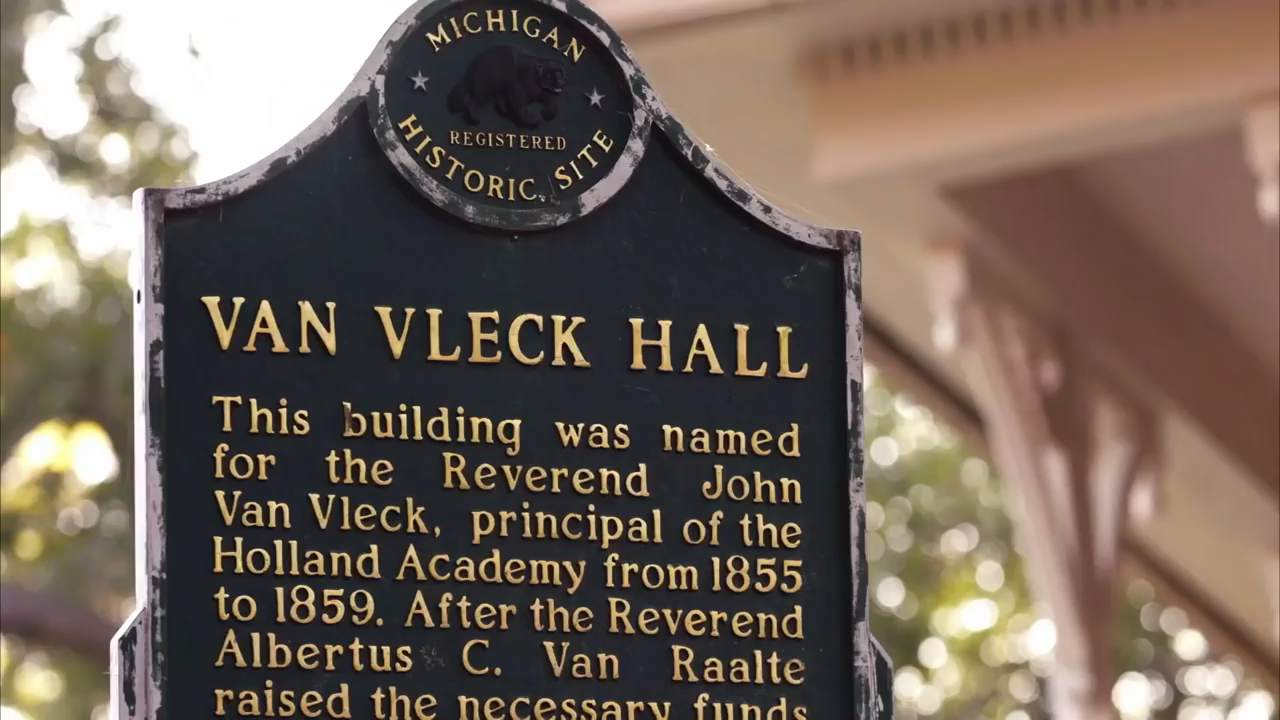 MICHIGAN
REGISTERED
HISTORIC SITE
VAN VLECK HALL
This building was named
for the Reverend John
Van Vleck, principal of the
Holland Academy from 1855
to 1859. After the Reverend
Albertus C. Van Raalte
raised the necessary funds